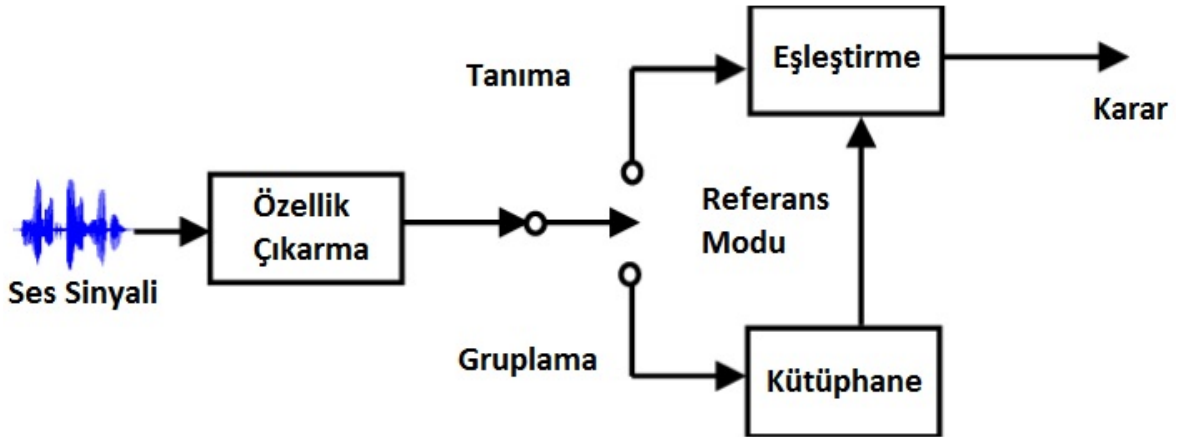 Eşleştirme
Tanıma
Karar
Özellik
Çıkarma
Referans
Modu
Ses Sinyali
Gruplama
Kütüphane